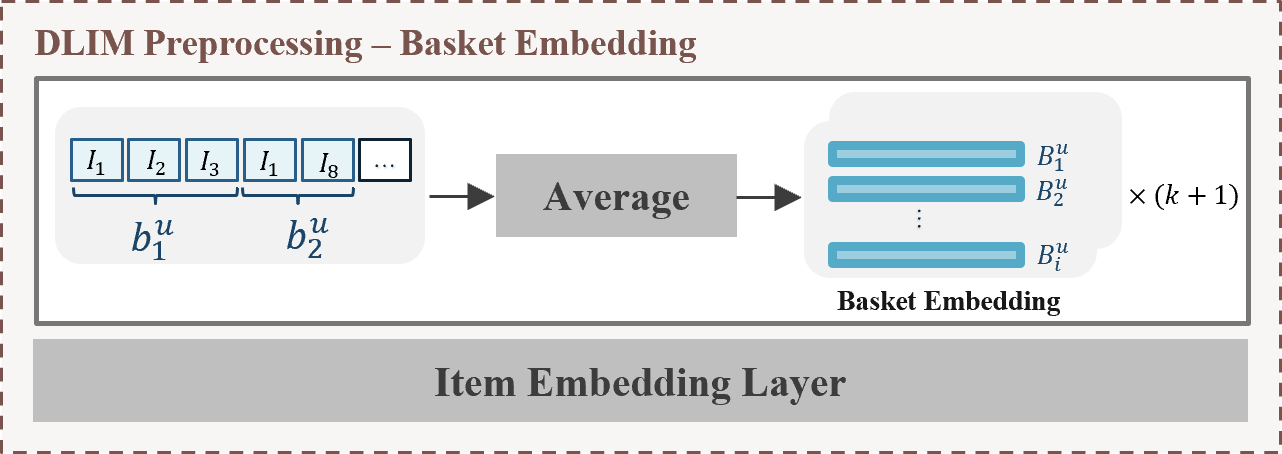 DLIM Preprocessing – Basket Embedding
I₁ I₂ I₃ I₁ I₈ ...
b₁ᵘ b₂ᵘ
Average
B₁ᵘ
B₂ᵘ
⋮
Bᵢᵘ
× (k + 1)
Basket Embedding
Item Embedding Layer